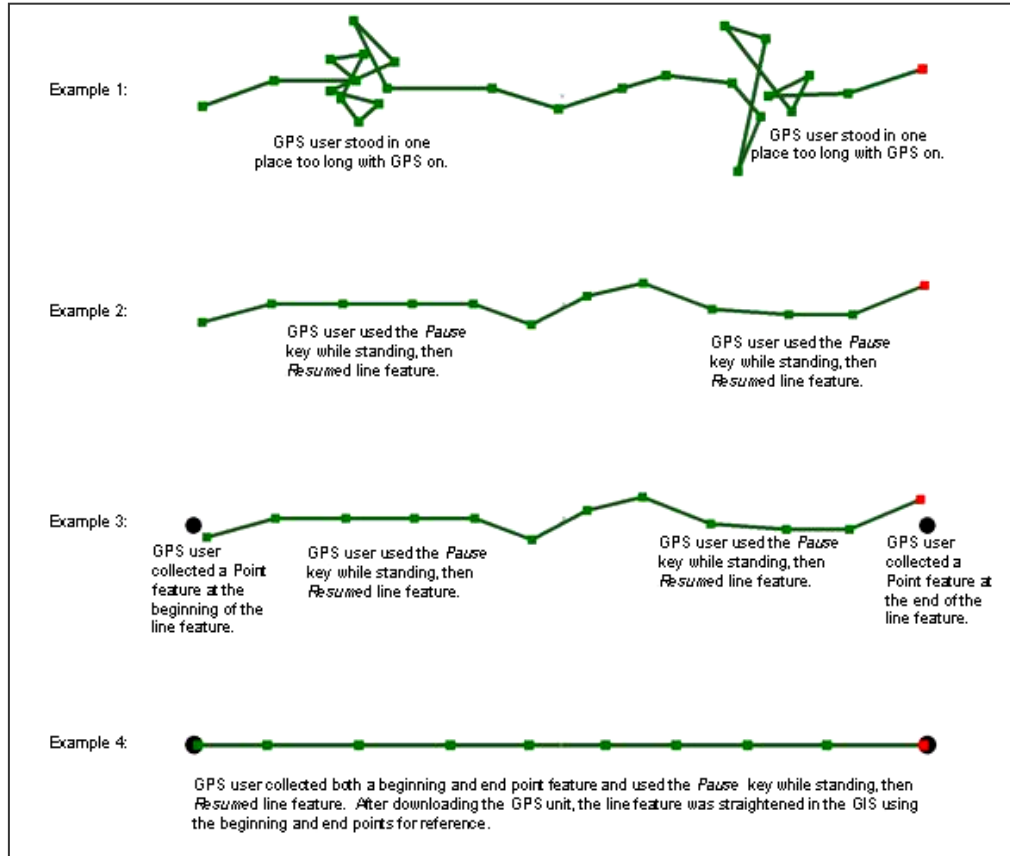 Example 1:
GPS user stood in one
place too long with GPS on.
GPS user stood in one
place too long with GPS on.
Example 2:
GPS user used the Pause
key while standing, then
Resumed line feature.
GPS user used the Pause
key while standing, then
Resumed line feature.
Example 3:
GPS user
collected a Point
feature at the
beginning of the
line feature.
GPS user used the Pause
key while standing, then
Resumed line feature.
GPS user used the Pause
key while standing, then
Resumed line feature.
GPS user
collected a
Point feature at
the end of the
line feature.
Example 4:
GPS user collected both a beginning and end point feature and used the Pause key while standing, then
Resumed line feature. After downloading the GPS unit, the line feature was straightened in the GIS using
the beginning and end points for reference.